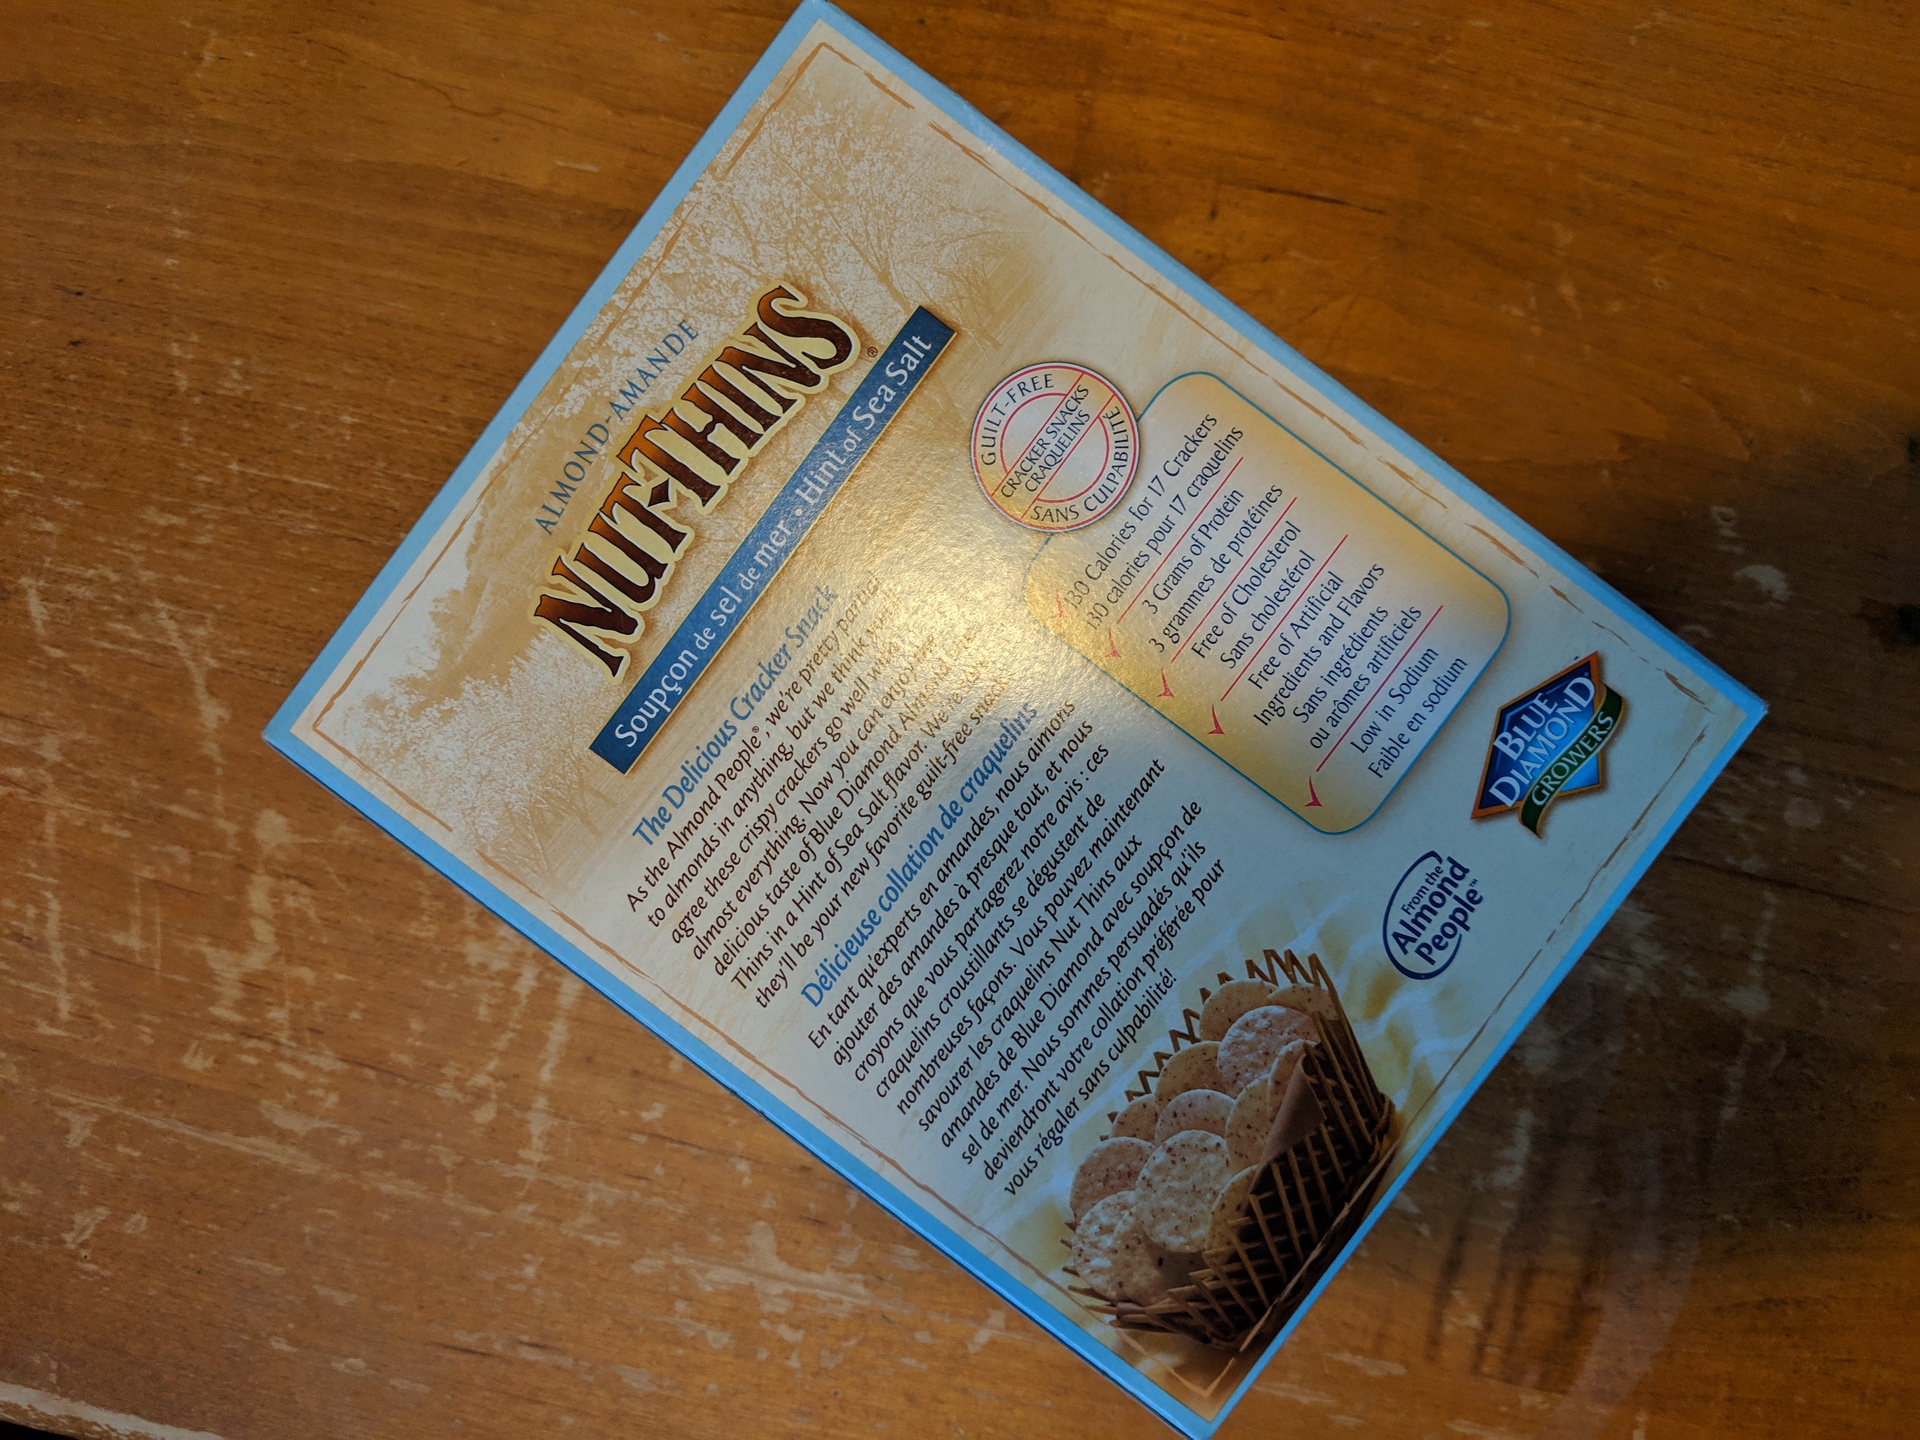 ALMOND-AMANDE
NUT-THINS®
Soupçon de sel de mer • Hint of Sea Salt
The Delicious Cracker Snack
As the Almond People®, we're pretty partial
to almonds in anything, but we think you'll
agree these crispy crackers go well with
almost everything. Now you can enjoy the
delicious taste of Blue Diamond Almond Nut
Thins in a Hint of Sea Salt flavor. We're sure
they'll be your new favorite guilt-free snack
Délicieuse collation de craquelins
En tant qu'experts en amandes, nous aimons
ajouter des amandes à presque tout, et nous
croyons que vous partagerez notre avis : ces
craquelins croustillants se dégustent de
nombreuses façons. Vous pouvez maintenant
savourer les craquelins Nut Thins aux
amandes de Blue Diamond avec soupçon de
sel de mer. Nous sommes persuadés qu'ils
deviendront votre collation préférée pour
vous régaler sans culpabilité!
GUILT-FREE
CRACKER SNACKS
CRAQUELINS
SANS CULPABILITÉ
130 Calories for 17 Crackers
130 calories pour 17 craquelins
3 Grams of Protein
3 grammes de protéines
Free of Cholesterol
Sans cholestérol
Free of Artificial
Ingredients and Flavors
Sans ingrédients
ou arômes artificiels
Low in Sodium
Faible en sodium
BLUE
DIAMOND®
GROWERS
From the
Almond
People™